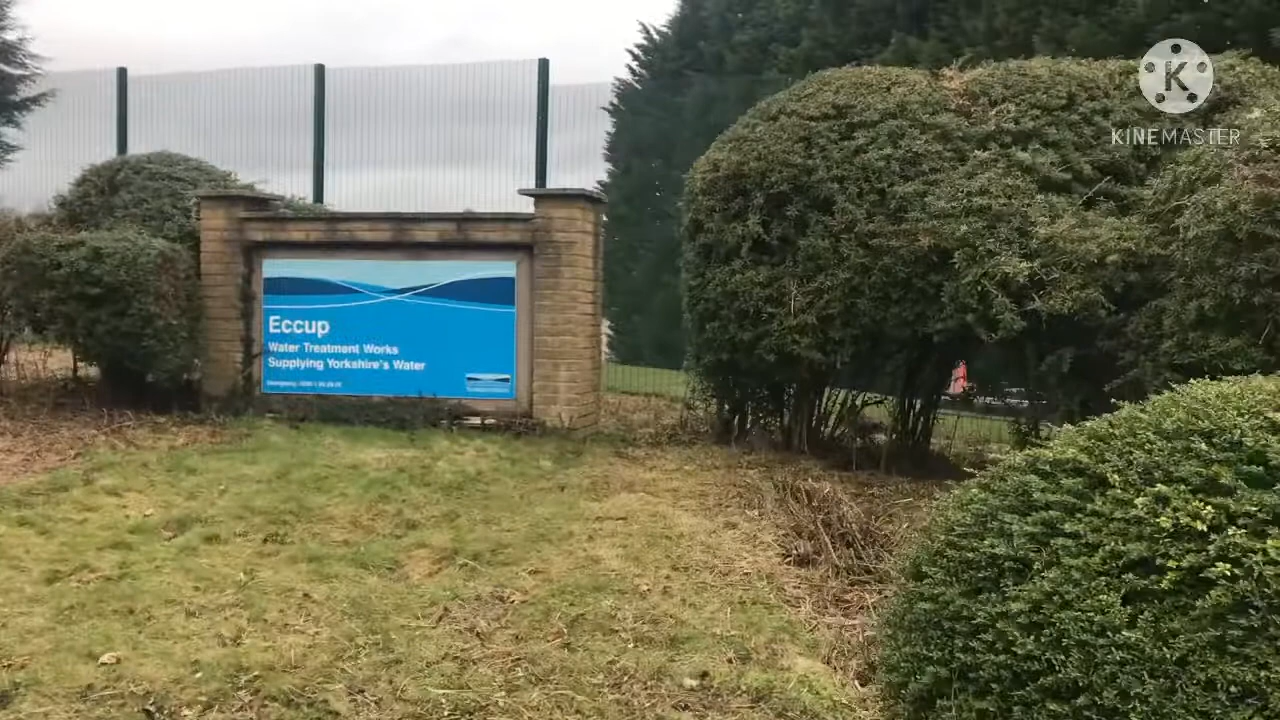 K
KINEMASTER
Eccup
Water Treatment Works
Supplying Yorkshire's Water